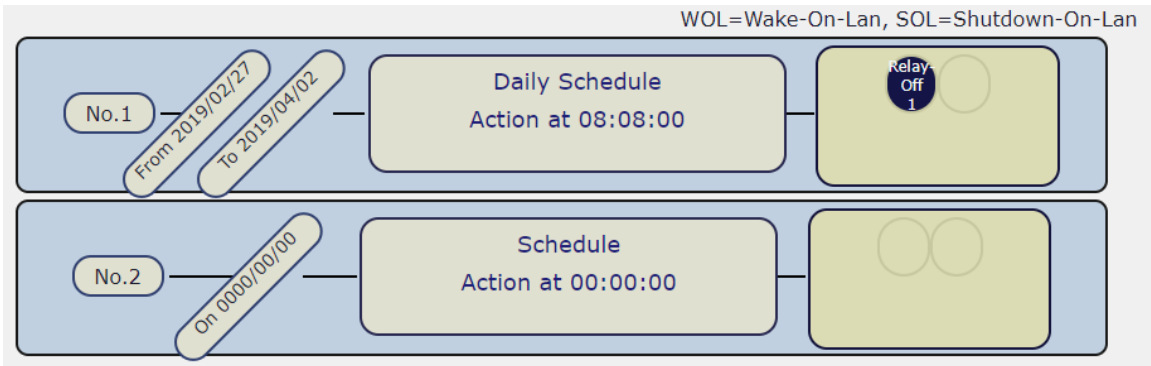 WOL=Wake-On-Lan, SOL=Shutdown-On-Lan
No.1
From 2019/02/27
To 2019/04/02
Daily Schedule
Action at 08:08:00
Relay-
Off
1
No.2
On 0000/00/00
Schedule
Action at 00:00:00